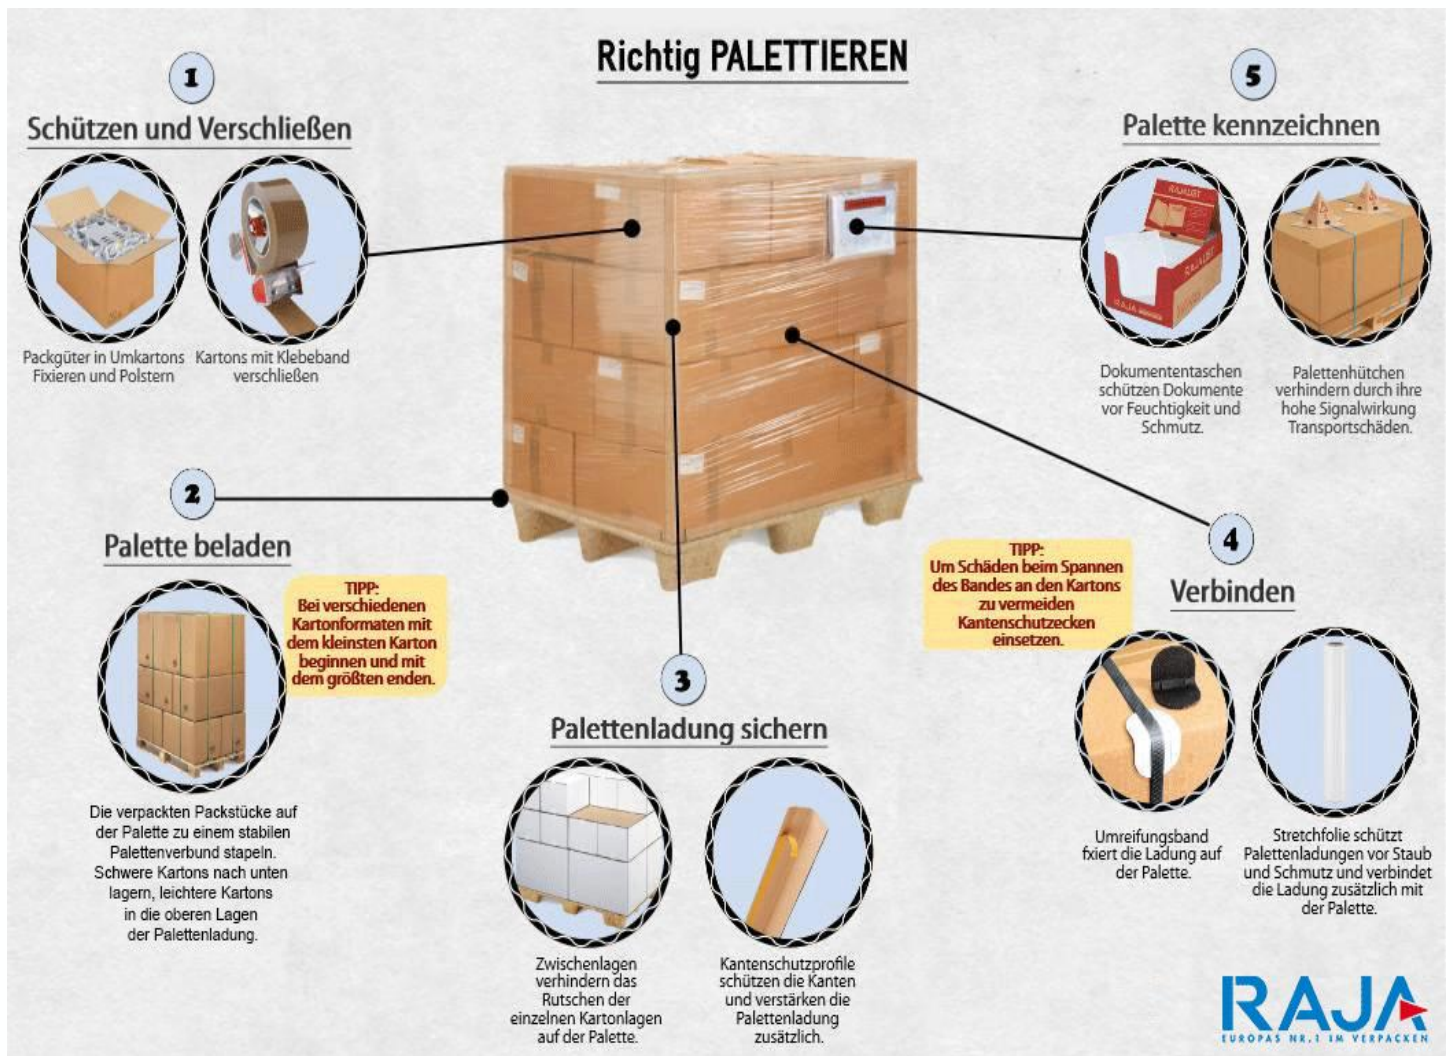 Richtig PALETTIEREN
1
Schützen und Verschließen
Packgüter in Umkartons
Fixieren und Polstern
Kartons mit Klebeband
verschließen
2
Palette beladen
TIPP:
Bei verschiedenen
Kartonformaten mit
dem kleinsten Karton
beginnen und mit
dem größten enden.
Die verpackten Packstücke auf
der Palette zu einem stabilen
Palettenverbund stapeln.
Schwere Kartons nach unten
lagern, leichtere Kartons
in die oberen Lagen
der Palettenladung.
3
Palettenladung sichern
Zwischenlagen
verhindern das
Rutschen der
einzelnen Kartonlagen
auf der Palette.
Kantenschutzprofile
schützen die Kanten
und verstärken die
Palettenladung
zusätzlich.
4
Verbinden
TIPP:
Um Schäden beim Spannen
des Bandes an den Kartons
zu vermeiden
Kantenschutzecken
einsetzen.
Umreifungsband
fxiert die Ladung auf
der Palette.
Stretchfolie schützt
Palettenladungen vor Staub
und Schmutz und verbindet
die Ladung zusätzlich mit
der Palette.
5
Palette kennzeichnen
RAJALIST
RAJALIST
RAJA
Dokumententaschen
schützen Dokumente
vor Feuchtigkeit und
Schmutz.
Palettenhütchen
verhindern durch ihre
hohe Signalwirkung
Transportschäden.
RAJA
EUROPAS NR.1 IM VERPACKEN